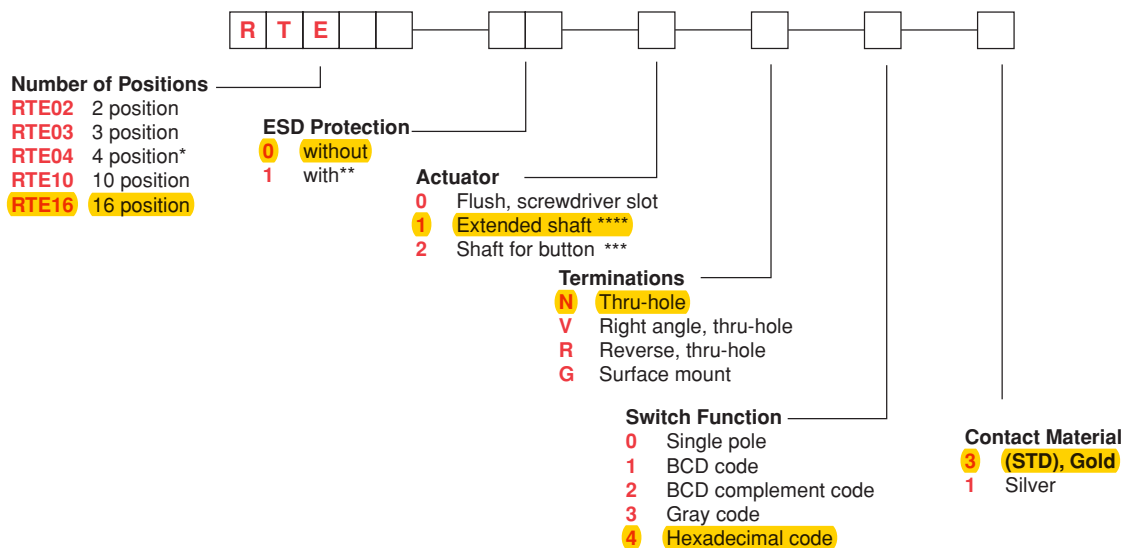 R T E
Number of Positions
RTE02 2 position
RTE03 3 position
RTE04 4 position*
RTE10 10 position
RTE16 16 position
ESD Protection
0 without
1 with**
Actuator
0 Flush, screwdriver slot
1 Extended shaft ****
2 Shaft for button ***
Terminations
N Thru-hole
V Right angle, thru-hole
R Reverse, thru-hole
G Surface mount
Switch Function
0 Single pole
1 BCD code
2 BCD complement code
3 Gray code
4 Hexadecimal code
Contact Material
3 (STD), Gold
1 Silver